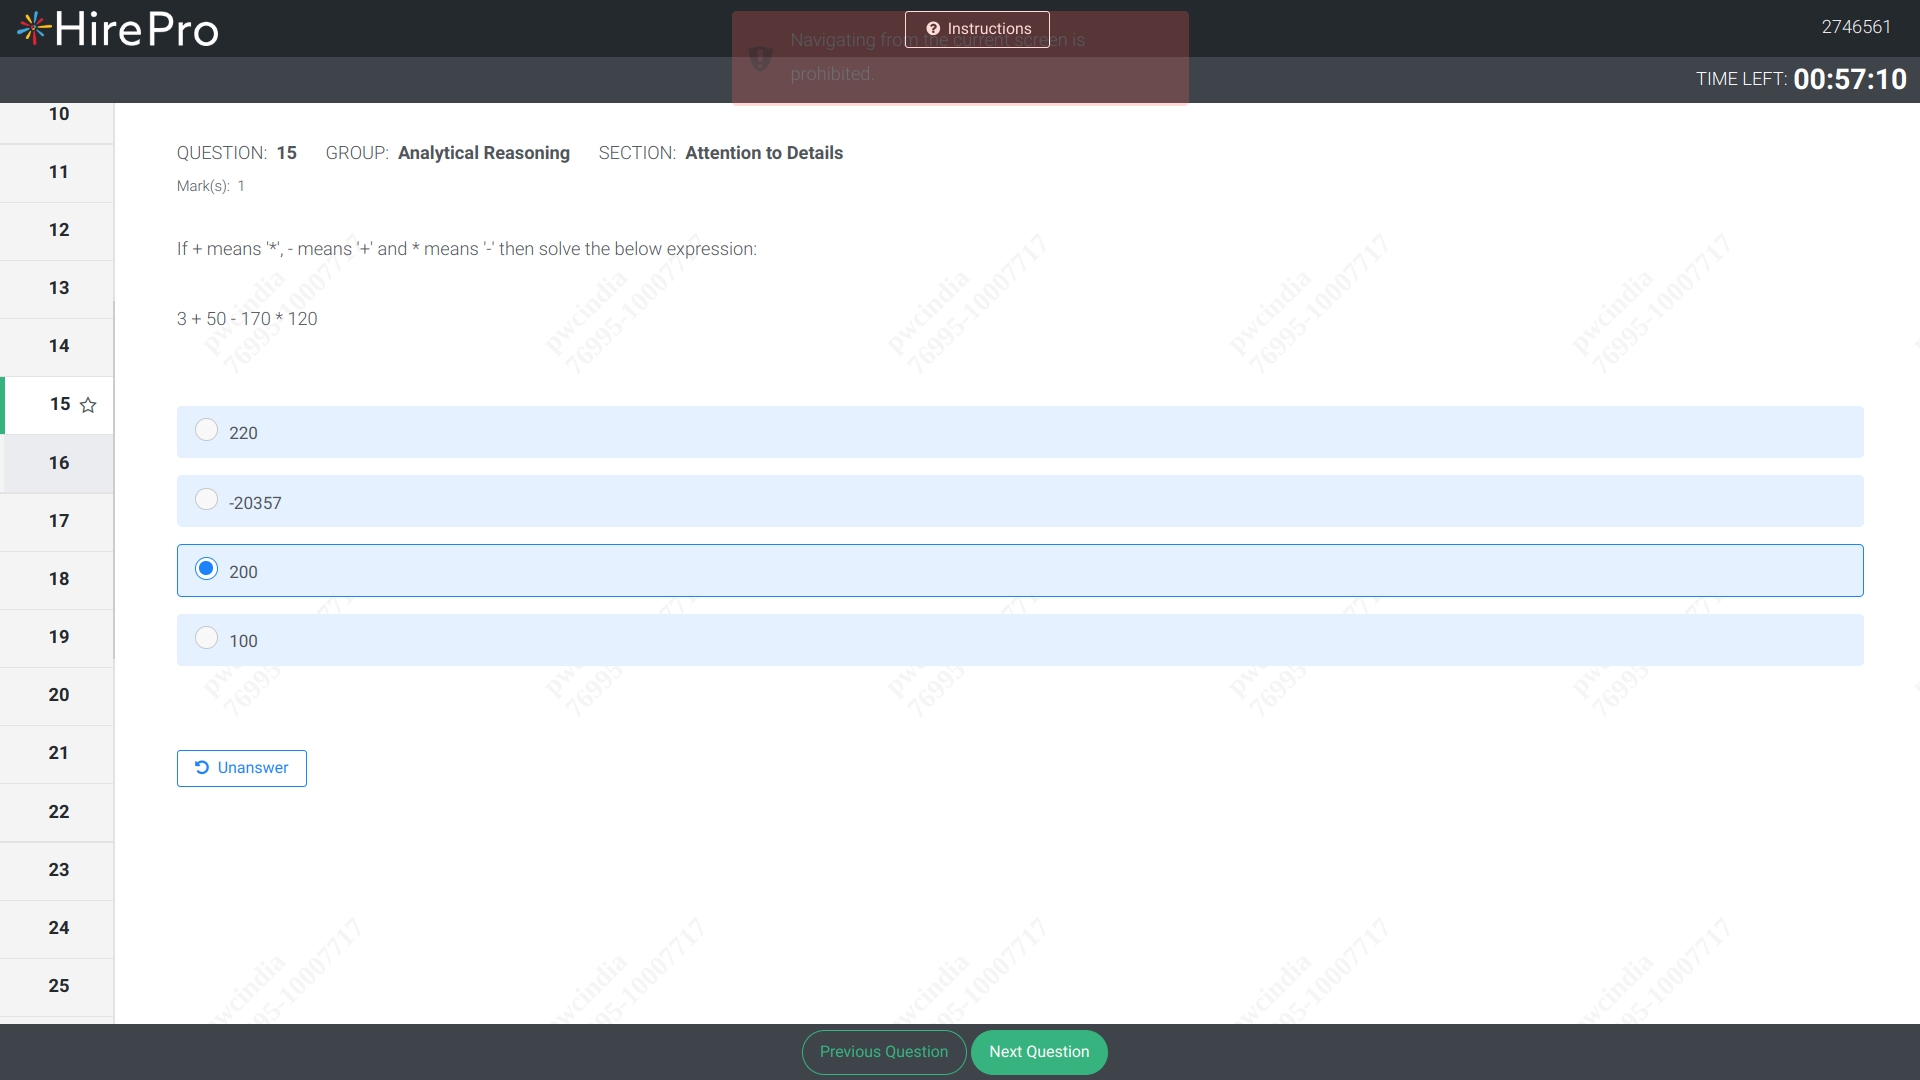 HirePro
Instructions
2746561
Navigating from the current screen is
prohibited.
TIME LEFT: 00:57:10
10
11
12
13
14
15
16
17
18
19
20
21
22
23
24
25
QUESTION: 15 GROUP: Analytical Reasoning SECTION: Attention to Details
Mark(s): 1
If + means '*', - means '+' and * means '-' then solve the below expression:
3 + 50 - 170 * 120
220
-20357
200
100
Unanswer
pwcindia
76995-10007717
Previous Question
Next Question